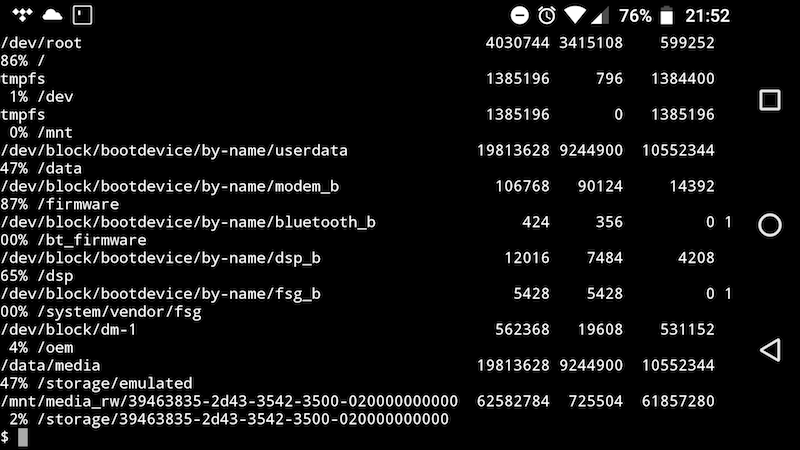 76% 21:52
/dev/root 4030744 3415108 599252
86% /
tmpfs 1385196 796 1384400
1% /dev
tmpfs 1385196 0 1385196
0% /mnt
/dev/block/bootdevice/by-name/userdata 19813628 9244900 10552344
47% /data
/dev/block/bootdevice/by-name/modem_b 106768 90124 14392
87% /firmware
/dev/block/bootdevice/by-name/bluetooth_b 424 356 0 1
00% /bt_firmware
/dev/block/bootdevice/by-name/dsp_b 12016 7484 4208
65% /dsp
/dev/block/bootdevice/by-name/fsg_b 5428 5428 0 1
00% /system/vendor/fsg
/dev/block/dm-1 562368 19608 531152
4% /oem
/data/media 19813628 9244900 10552344
47% /storage/emulated
/mnt/media_rw/39463835-2d43-3542-3500-020000000000 62582784 725504 61857280
2% /storage/39463835-2d43-3542-3500-020000000000
$